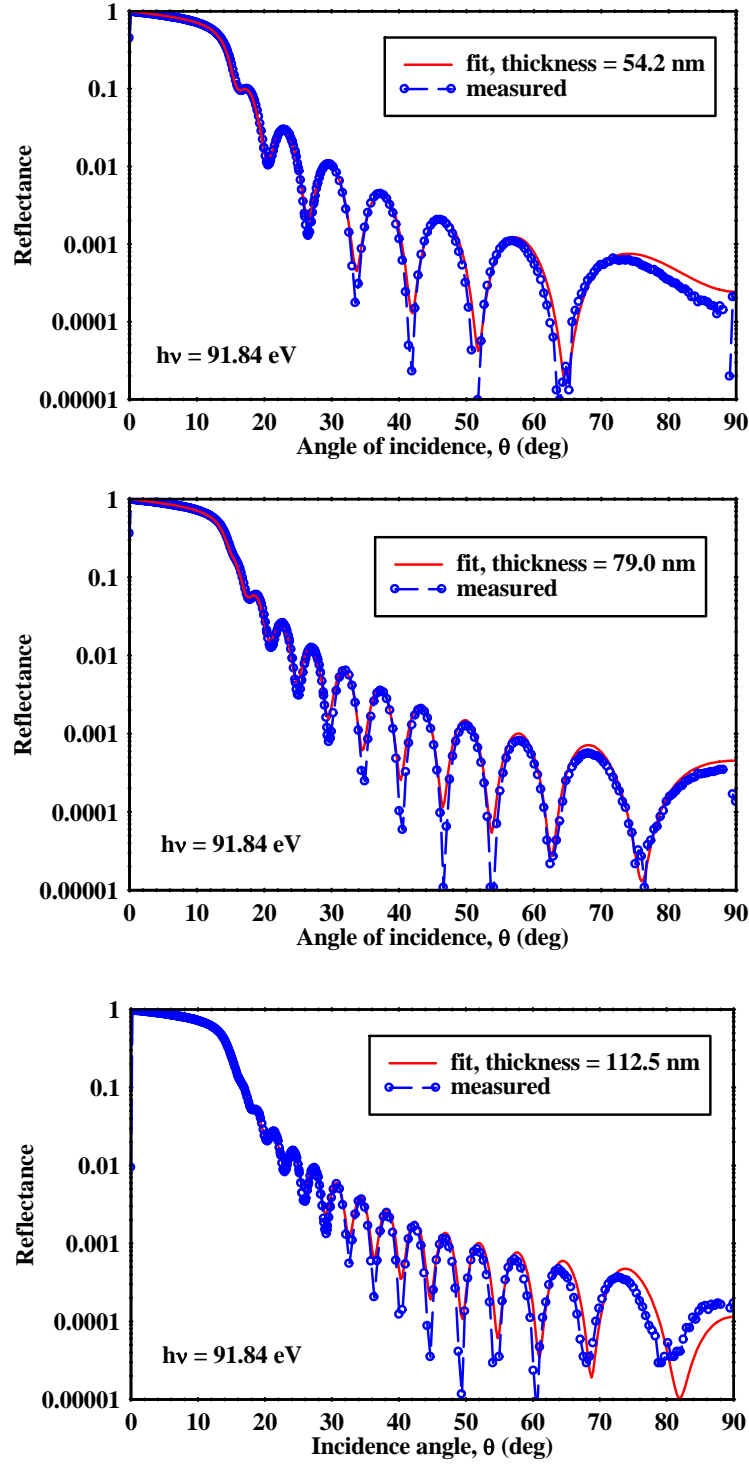 1
0.1
0.01
0.001
0.0001
0.00001
Reflectance
fit, thickness = 54.2 nm
measured
hν = 91.84 eV
0 10 20 30 40 50 60 70 80 90
Angle of incidence, θ (deg)
1
0.1
0.01
0.001
0.0001
0.00001
Reflectance
fit, thickness = 79.0 nm
measured
hν = 91.84 eV
0 10 20 30 40 50 60 70 80 90
Angle of incidence, θ (deg)
1
0.1
0.01
0.001
0.0001
0.00001
Reflectance
fit, thickness = 112.5 nm
measured
hν = 91.84 eV
0 10 20 30 40 50 60 70 80 90
Incidence angle, θ (deg)